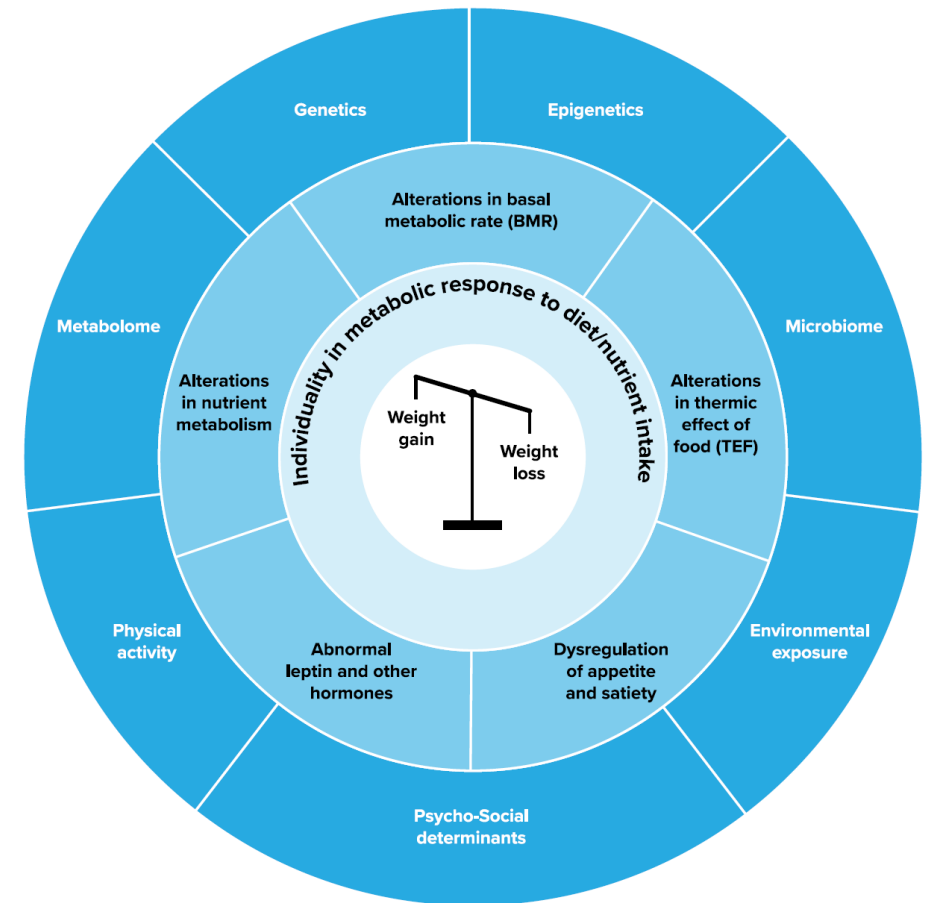 Genetics
Epigenetics
Microbiome
Environmental
exposure
Psycho-Social
determinants
Physical
activity
Metabolome
Alterations in basal
metabolic rate (BMR)
Alterations
in thermic
effect of
food (TEF)
Dysregulation
of appetite
and satiety
Abnormal
leptin and other
hormones
Alterations
in nutrient
metabolism
Individuality in metabolic response to diet/nutrient intake
Weight
gain
Weight
loss